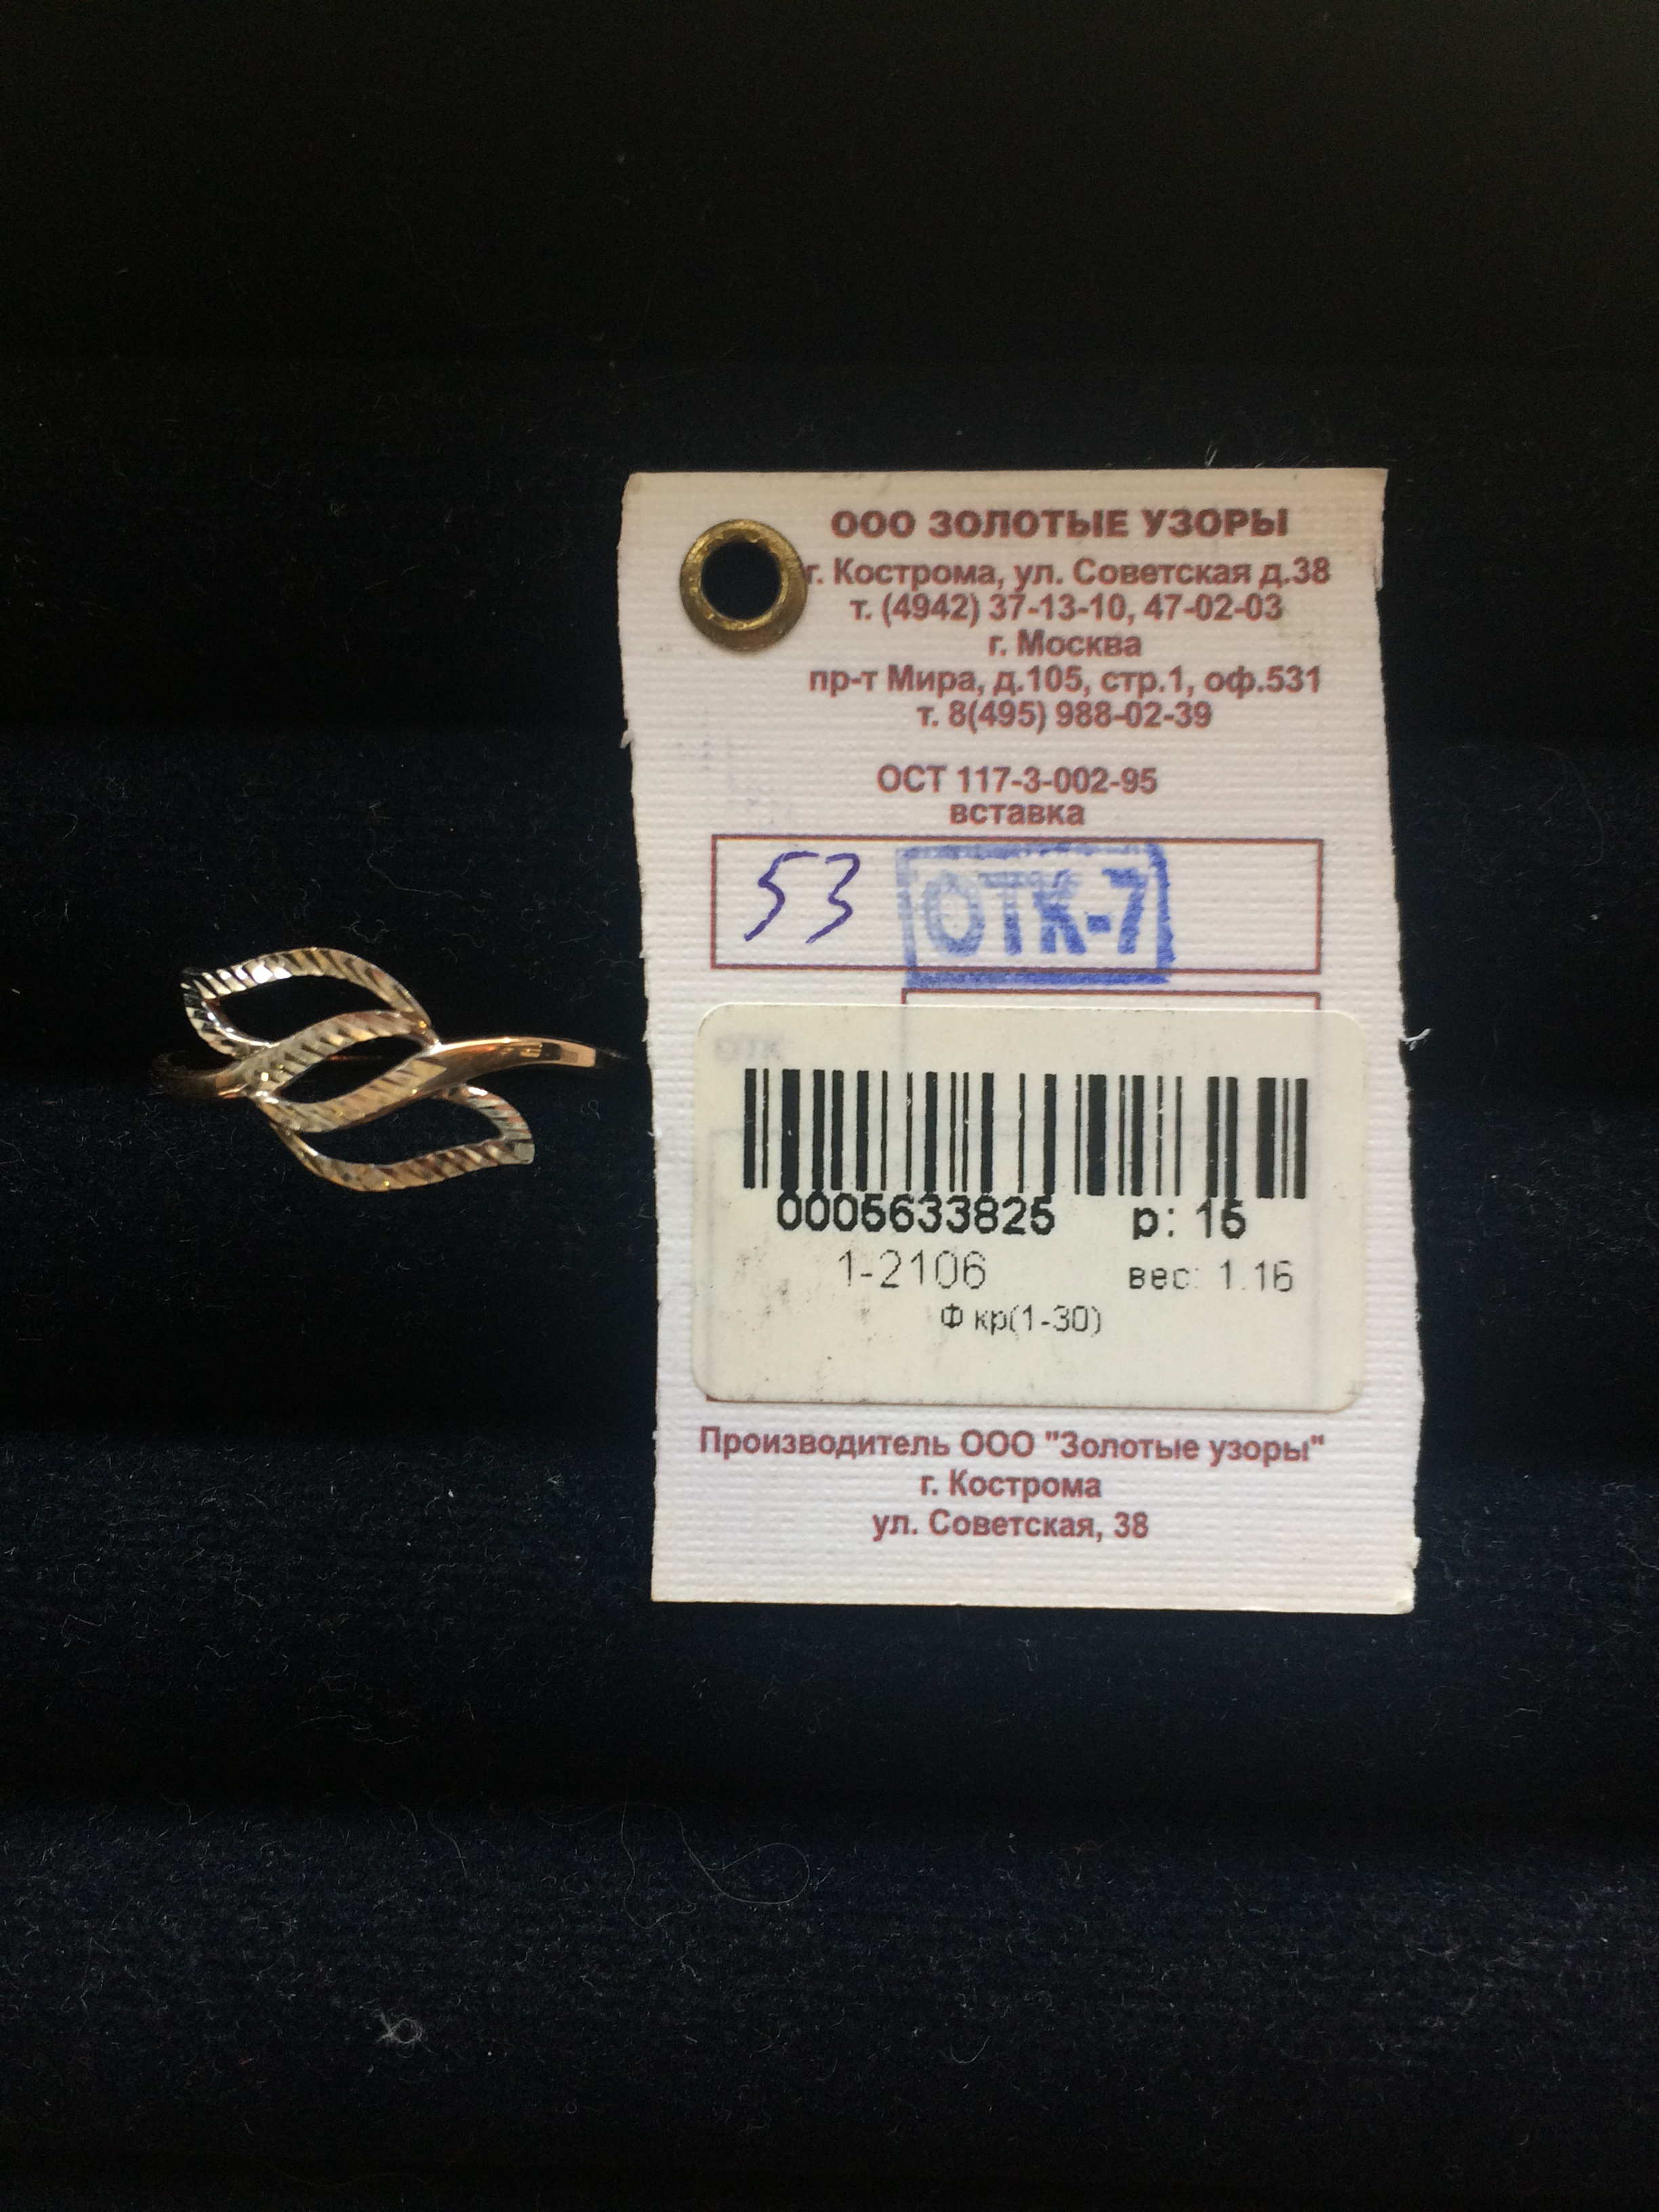 ООО ЗОЛОТЫЕ УЗОРЫ
г. Кострома, ул. Советская д.38
т. (4942) 37-13-10, 47-02-03
г. Москва
пр-т Мира, д.105, стр.1, оф.531
т. 8(495) 988-02-39
ОСТ 117-3-002-95
вставка
53 ОТК-7
ОТК
0005633825 р: 15
1-2106 вес: 1.16
Ф кр(1-30)
Производитель ООО "Золотые узоры"
г. Кострома
ул. Советская, 38